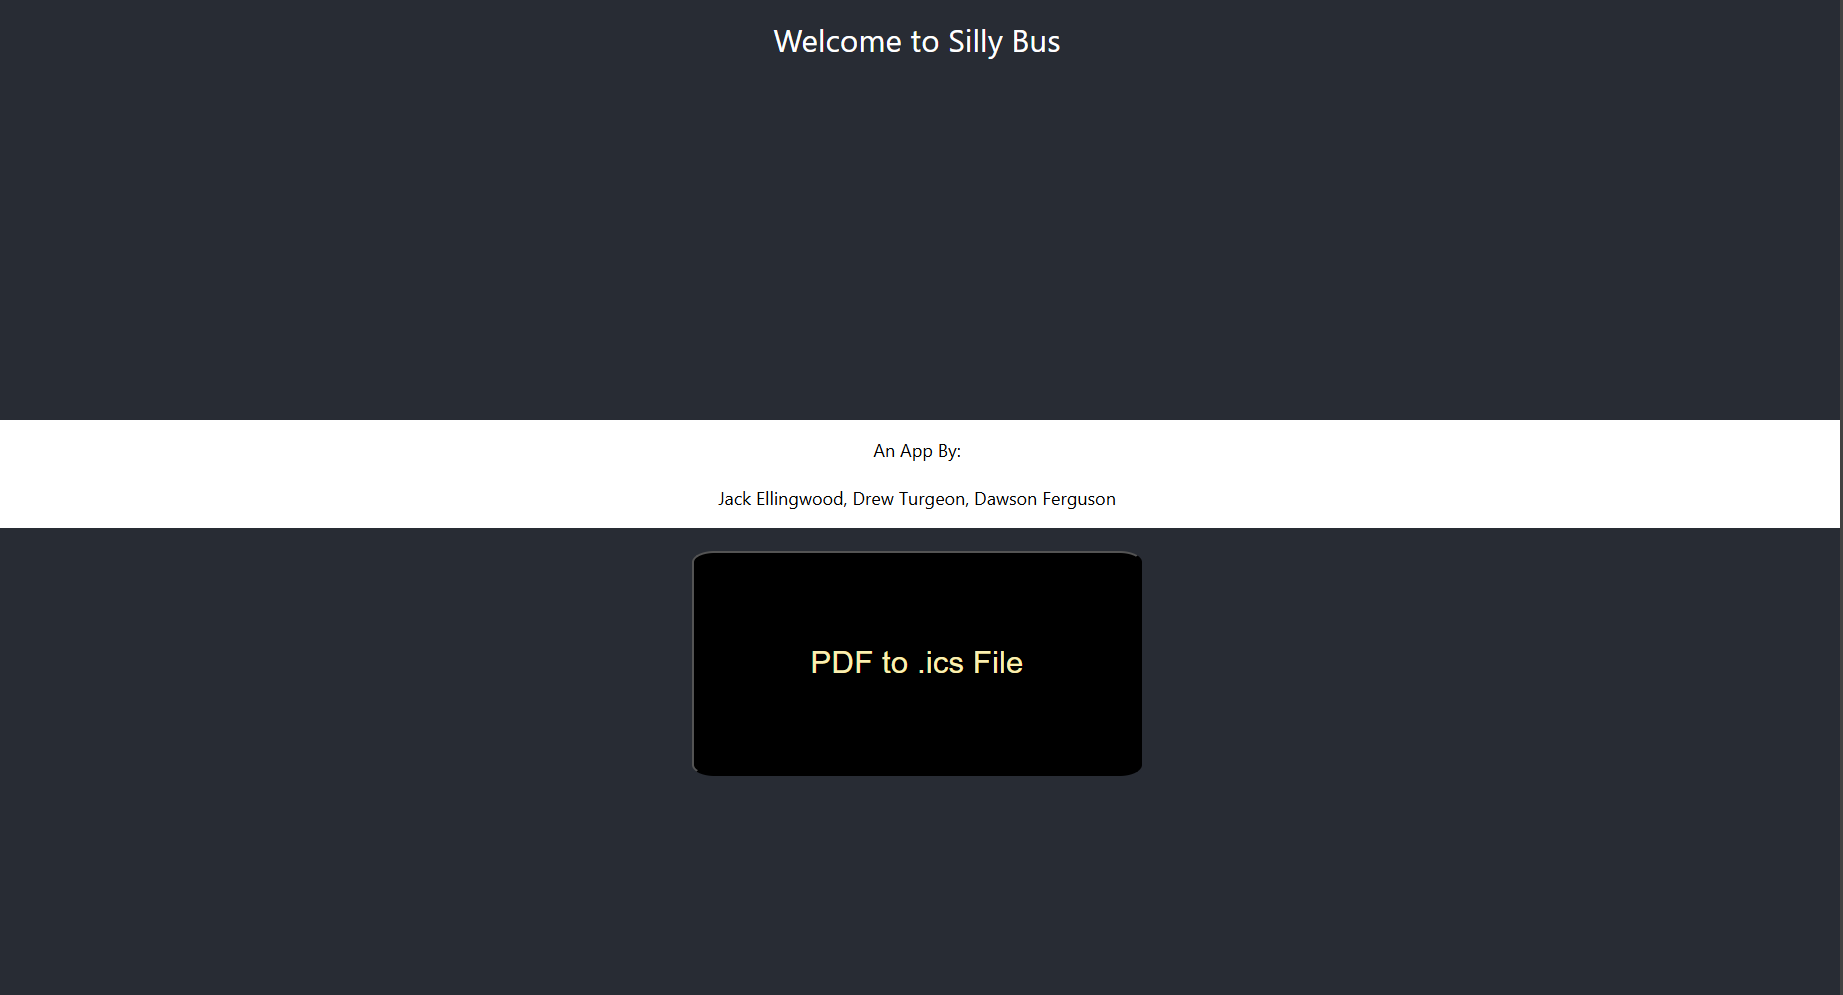 Welcome to Silly Bus
An App By:
Jack Ellingwood, Drew Turgeon, Dawson Ferguson
PDF to .ics File